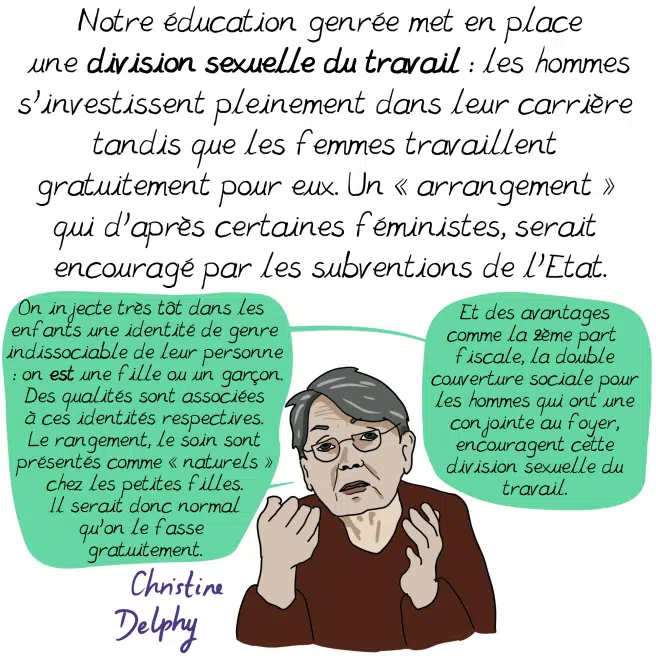 Notre éducation genrée met en place
une division sexuelle du travail : les hommes
s'investissent pleinement dans leur carrière
tandis que les femmes travaillent
gratuitement pour eux. Un « arrangement »
qui d'après certaines féministes, serait
encouragé par les subventions de l'Etat.
On injecte très tôt dans les
enfants une identité de genre
indissociable de leur personne
: on est une fille ou un garçon.
Des qualités sont associées
à ces identités respectives.
Le rangement, le soin sont
présentés comme « naturels »
chez les petites filles.
Il serait donc normal
qu'on le fasse
gratuitement.
Et des avantages
comme la 2ème part
fiscale, la double
couverture sociale pour
les hommes qui ont une
conjointe au foyer,
encouragent cette
division sexuelle du
travail.
Christine
Delphy